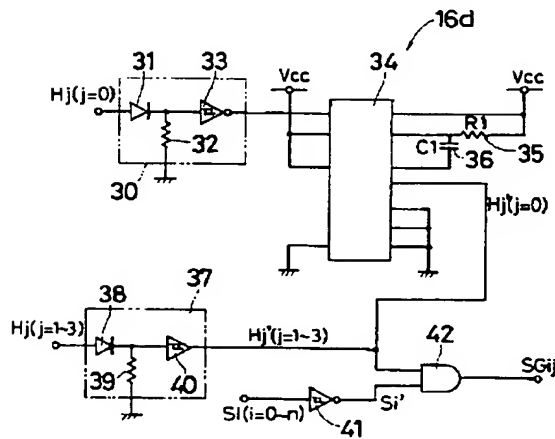 16d
31
33
34
Vcc
Vcc
Hj(j=0)
R1
C1
32
36
35
30
Hj'(j=0)
38
37
Hj(j=1~3)
Hj'(j=1~3)
42
39
40
SGij
Si(i=0~n)
Si'
41